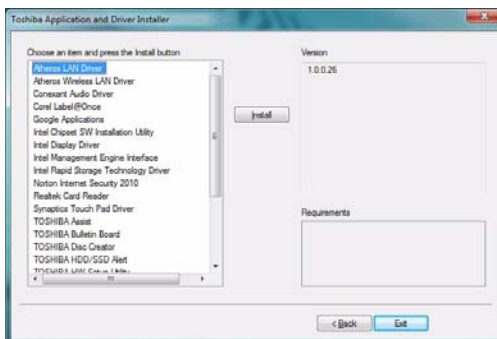 Toshiba Application and Driver Installer
Choose an item and press the Install button
Atheros LAN Driver
Atheros Wireless LAN Driver
Conexant Audio Driver
Corel Label@Once
Google Applications
Intel Chipset SW Installation Utility
Intel Display Driver
Intel Management Engine Interface
Intel Rapid Storage Technology Driver
Norton Internet Security 2010
Realtek Card Reader
Synaptics Touch Pad Driver
TOSHIBA Assist
TOSHIBA Bulletin Board
TOSHIBA Disc Creator
TOSHIBA HDD/SSD Alert
TOSHIBA HW Setup Utility
Install
Version
1.0.0.26
Requirements
< Back
Exit